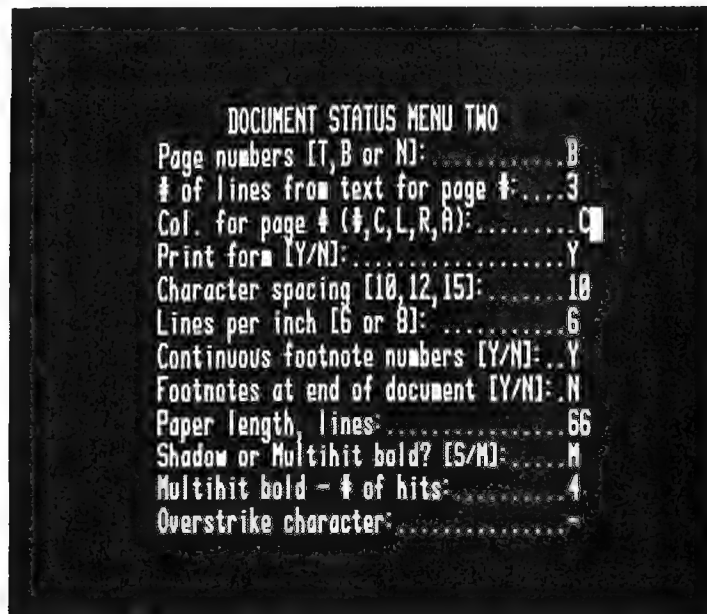 DOCUMENT STATUS MENU TWO
Page numbers [T,B or N]: ..............B
# of lines from text for page #:....3
Col. for page # (#,C,L,R,A):.........C
Print form [Y/N]:...................Y
Character spacing [10,12,15]: .......10
Lines per inch [6 or 8]: ...........6
Continuous footnote numbers [Y/N]:..Y
Footnotes at end of document [Y/N]:.N
Paper length, lines:................66
Shadow or Multihit bold? [S/M]:.....M
Multihit bold - # of hits:..........4
Overstrike character:..............-